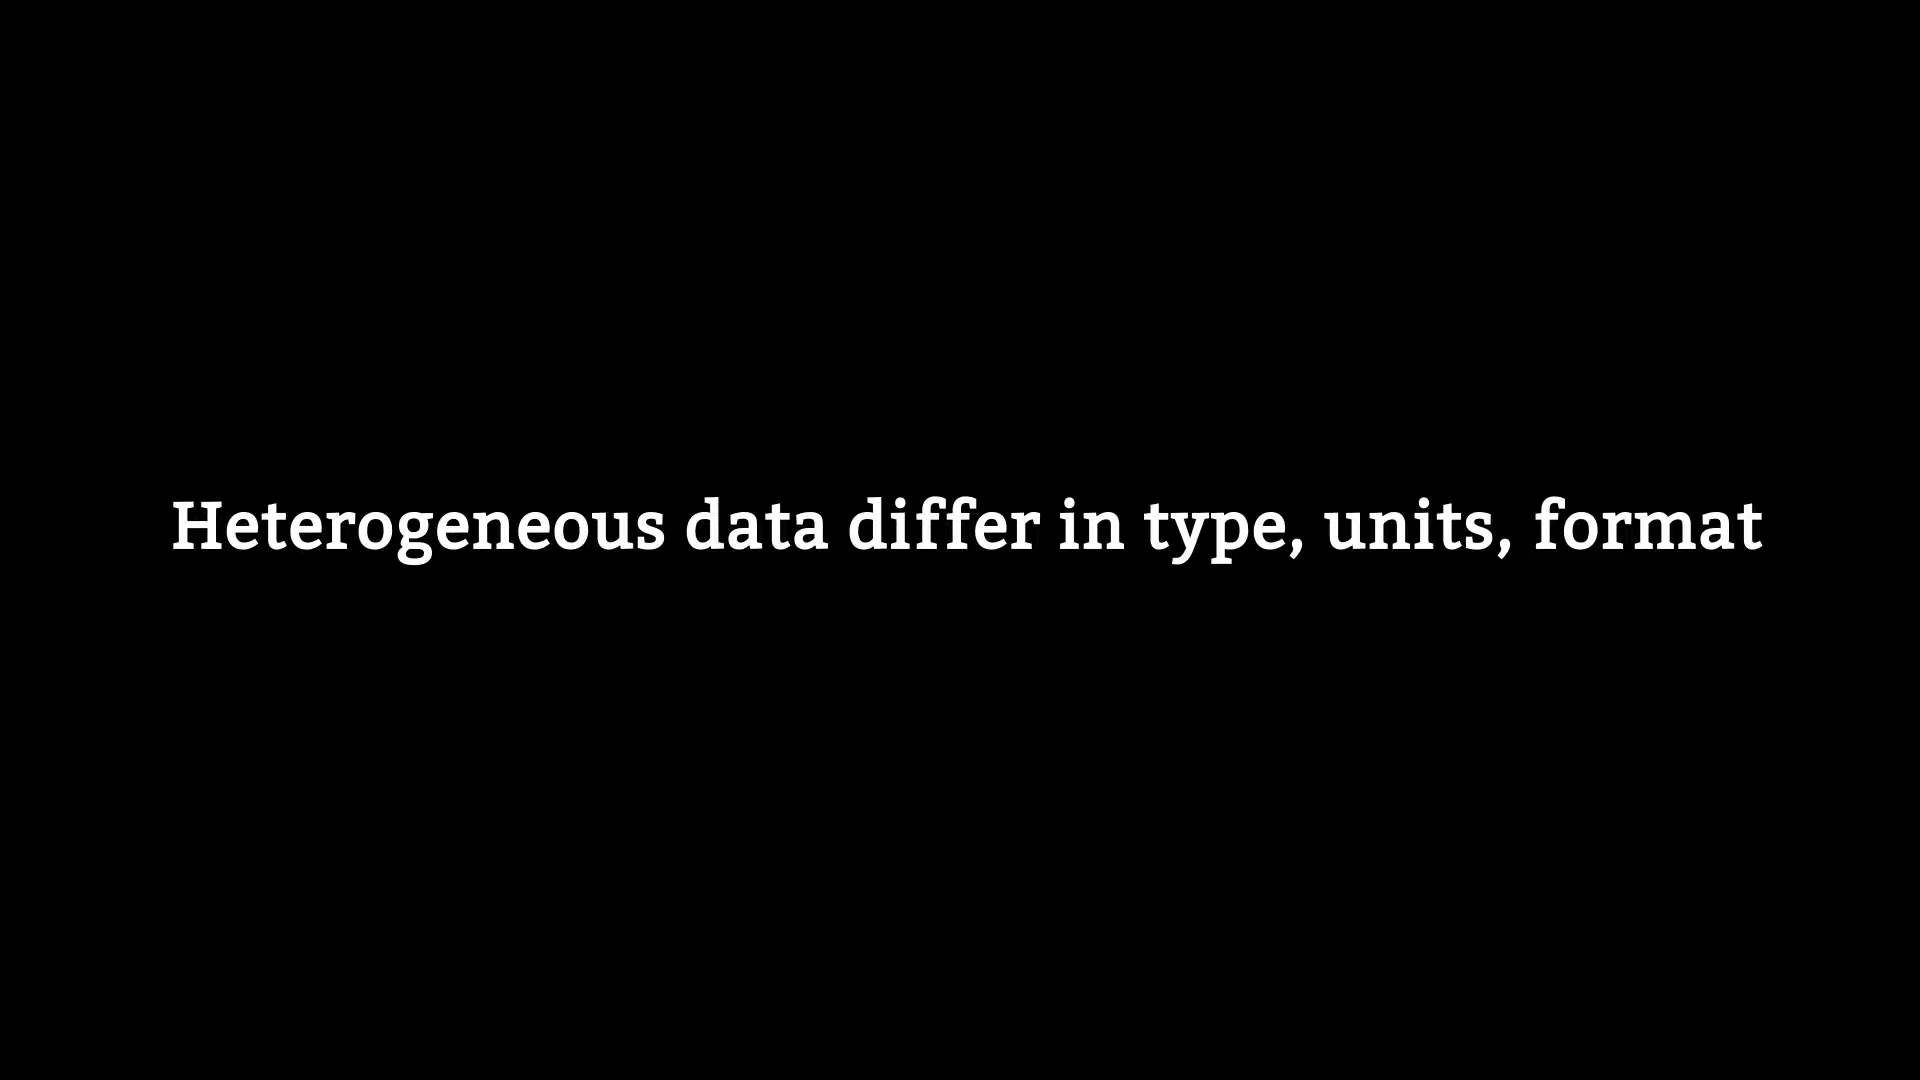 Heterogeneous data differ in type, units, format